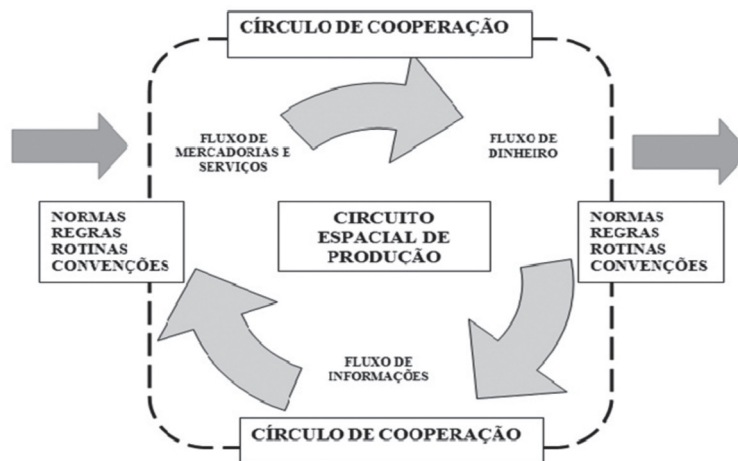 CÍRCULO DE COOPERAÇÃO
FLUXO DE
MERCADORIAS E
SERVIÇOS
FLUXO DE
DINHEIRO
NORMAS
REGRAS
ROTINAS
CONVENÇÕES
CIRCUITO
ESPACIAL DE
PRODUÇÃO
NORMAS
REGRAS
ROTINAS
CONVENÇÕES
FLUXO DE
INFORMAÇÕES
CÍRCULO DE COOPERAÇÃO